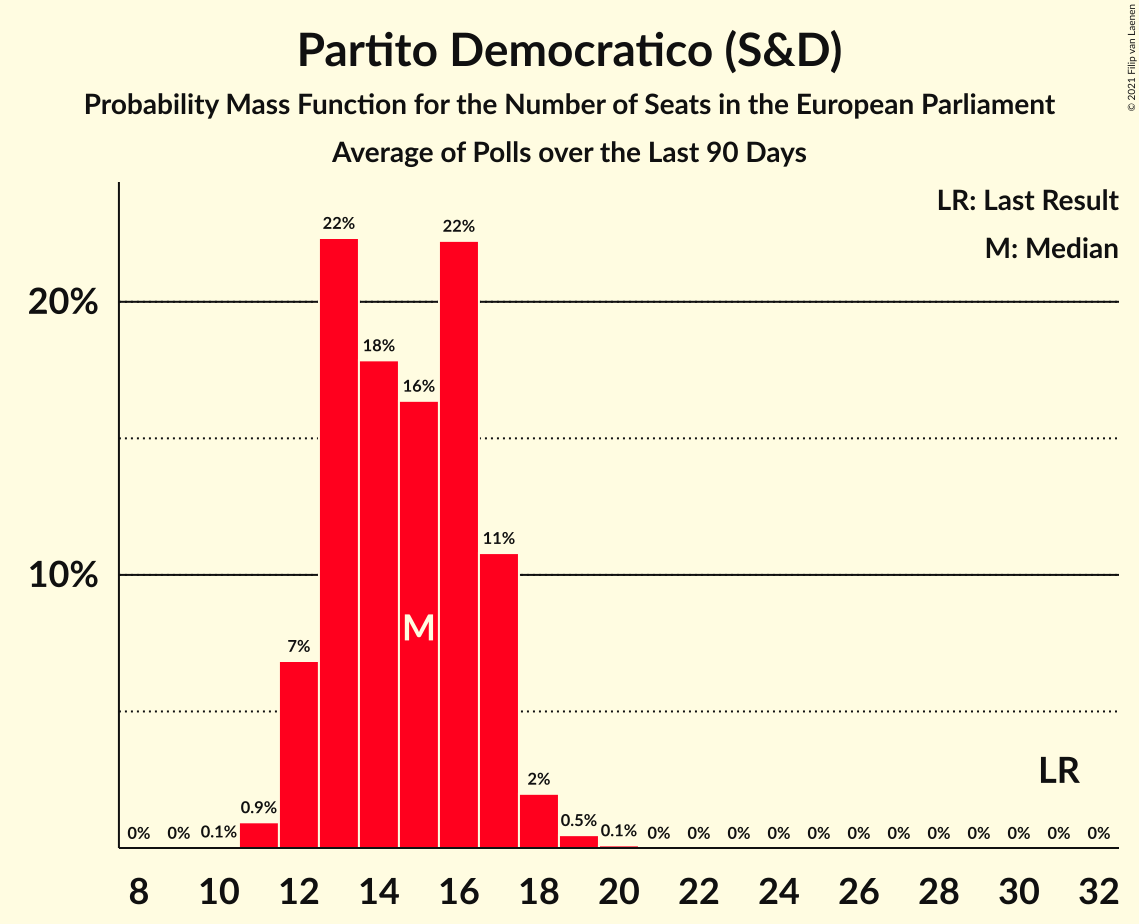 Partito Democratico (S&D)
Probability Mass Function for the Number of Seats in the European Parliament
Average of Polls over the Last 90 Days
© 2021 Filip van Laenen
LR: Last Result
M: Median
20%
10%
0% 0% 0.1% 0.9% 7% 22% 18% 16% 22% 11% 2% 0.5% 0.1% 0% 0% 0% 0% 0% 0% 0% 0% 0% 0% 0% 0%
M
LR
8 10 12 14 16 18 20 22 24 26 28 30 32